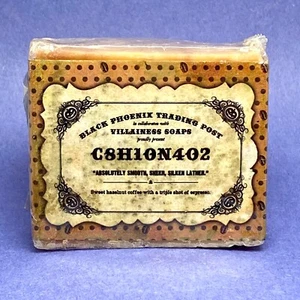 BLACK PHOENIX TRADING POST
in collaboration with
VILLAINESS SOAPS
proudly present
C8H10N4O2
"ABSOLUTELY SMOOTH, SHEER, SILKEN LATHER."
&
Sweet hazelnut coffee with a triple shot of espresso.